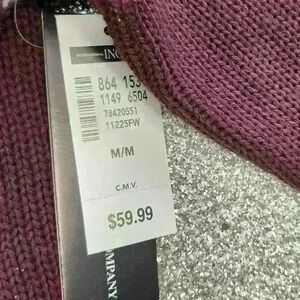 INC
864 153
1149 6504
78420551
11225FW
M/M
C.M.V.
$59.99
COMPANY